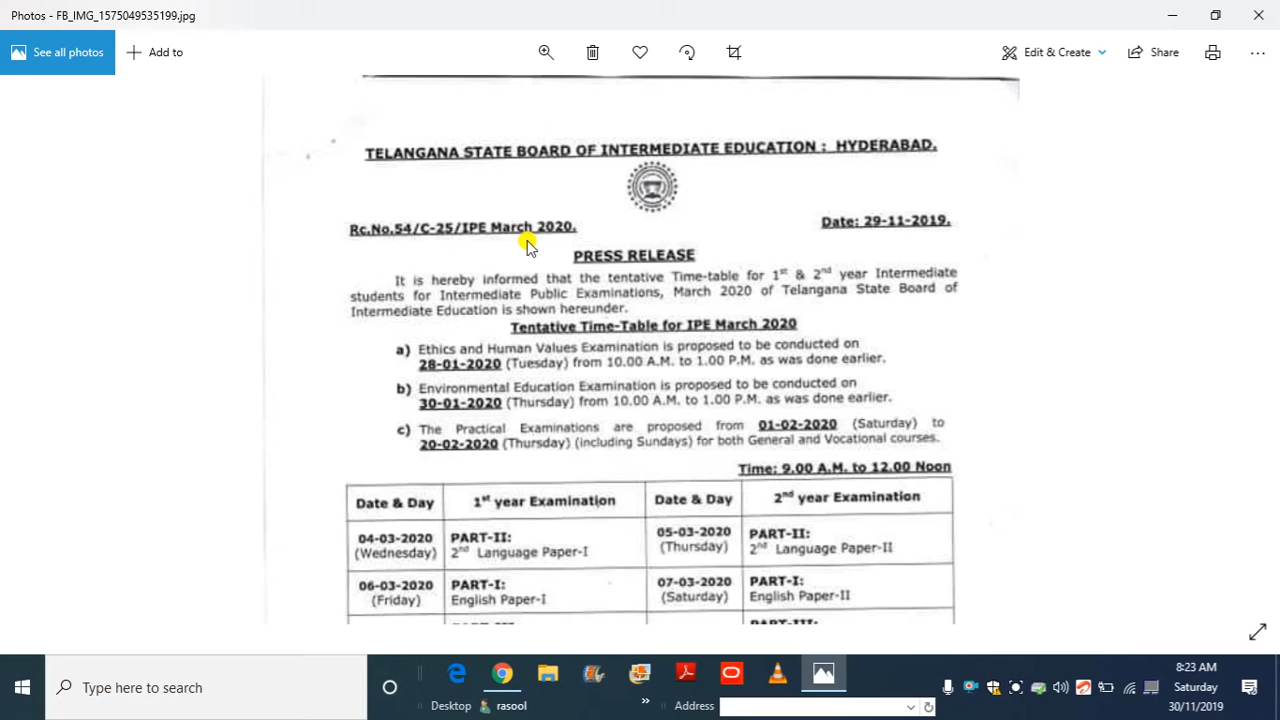 Photos - FB_IMG_1575049535199.jpg
See all photos
Add to
Edit & Create
Share
TELANGANA STATE BOARD OF INTERMEDIATE EDUCATION : HYDERABAD.
Rc.No.54/C-25/IPE March 2020.
Date: 29-11-2019.
PRESS RELEASE
It is hereby informed that the tentative Time-table for 1st & 2nd year Intermediate
students for Intermediate Public Examinations, March 2020 of Telangana State Board of
Intermediate Education is shown hereunder.
Tentative Time-Table for IPE March 2020
a) Ethics and Human Values Examination is proposed to be conducted on
28-01-2020 (Tuesday) from 10.00 A.M. to 1.00 P.M. as was done earlier.
b) Environmental Education Examination is proposed to be conducted on
30-01-2020 (Thursday) from 10.00 A.M. to 1.00 P.M. as was done earlier.
c) The Practical Examinations are proposed from 01-02-2020 (Saturday) to
20-02-2020 (Thursday) (including Sundays) for both General and Vocational courses.
Time: 9.00 A.M. to 12.00 Noon
Date & Day 1st year Examination Date & Day 2nd year Examination
04-03-2020 PART-II: 05-03-2020 PART-II:
(Wednesday) 2nd Language Paper-I (Thursday) 2nd Language Paper-II
06-03-2020 PART-I: 07-03-2020 PART-I:
(Friday) English Paper-I (Saturday) English Paper-II
Type here to search
Desktop
rasool
Address
8:23 AM
Saturday
30/11/2019